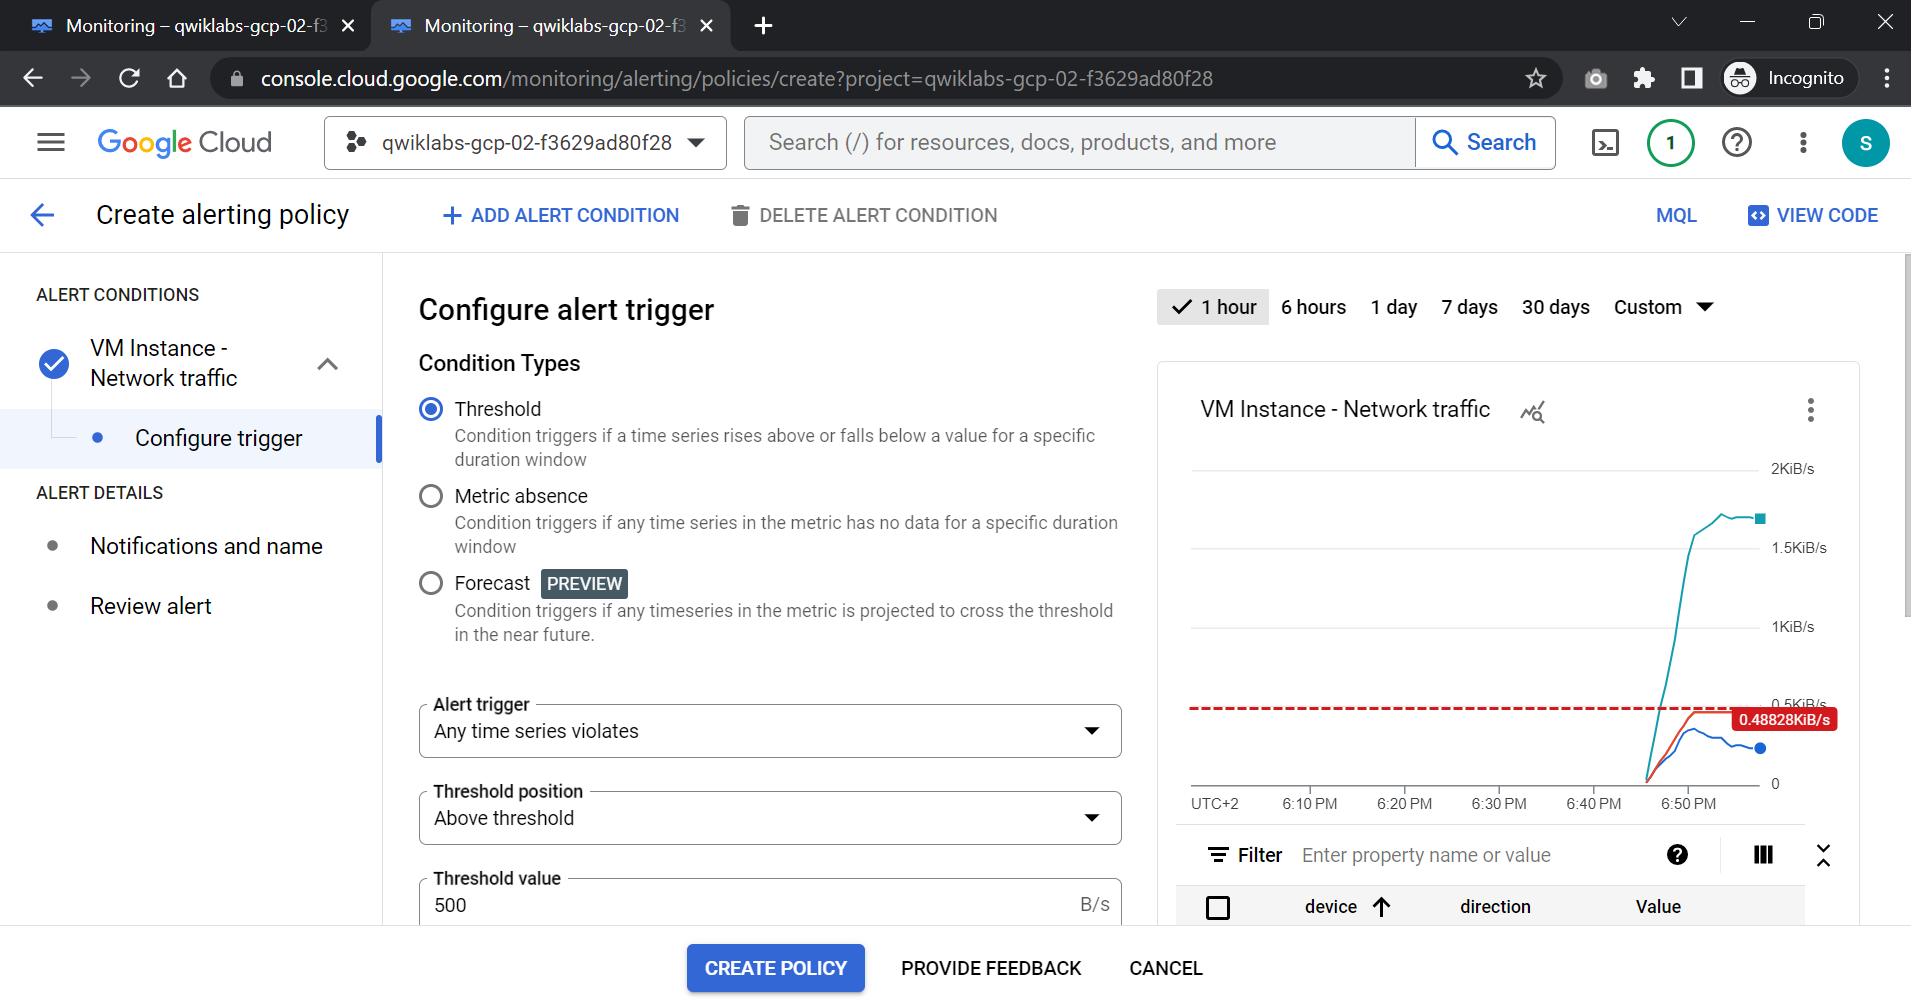 Monitoring – qwiklabs-gcp-02-f3
Monitoring – qwiklabs-gcp-02-f3
console.cloud.google.com/monitoring/alerting/policies/create?project=qwiklabs-gcp-02-f3629ad80f28
Incognito
Google Cloud
qwiklabs-gcp-02-f3629ad80f28
Search (/) for resources, docs, products, and more
Search
1
S
Create alerting policy
ADD ALERT CONDITION
DELETE ALERT CONDITION
MQL
VIEW CODE
ALERT CONDITIONS
VM Instance -
Network traffic
Configure trigger
ALERT DETAILS
Notifications and name
Review alert
Configure alert trigger
Condition Types
Threshold
Condition triggers if a time series rises above or falls below a value for a specific
duration window
Metric absence
Condition triggers if any time series in the metric has no data for a specific duration
window
Forecast PREVIEW
Condition triggers if any timeseries in the metric is projected to cross the threshold
in the near future.
Alert trigger
Any time series violates
Threshold position
Above threshold
Threshold value
500 B/s
1 hour 6 hours 1 day 7 days 30 days Custom
VM Instance - Network traffic
2KiB/s
1.5KiB/s
1KiB/s
0.5KiB/s
0.48828KiB/s
0
UTC+2 6:10 PM 6:20 PM 6:30 PM 6:40 PM 6:50 PM
Filter Enter property name or value
device direction Value
CREATE POLICY PROVIDE FEEDBACK CANCEL